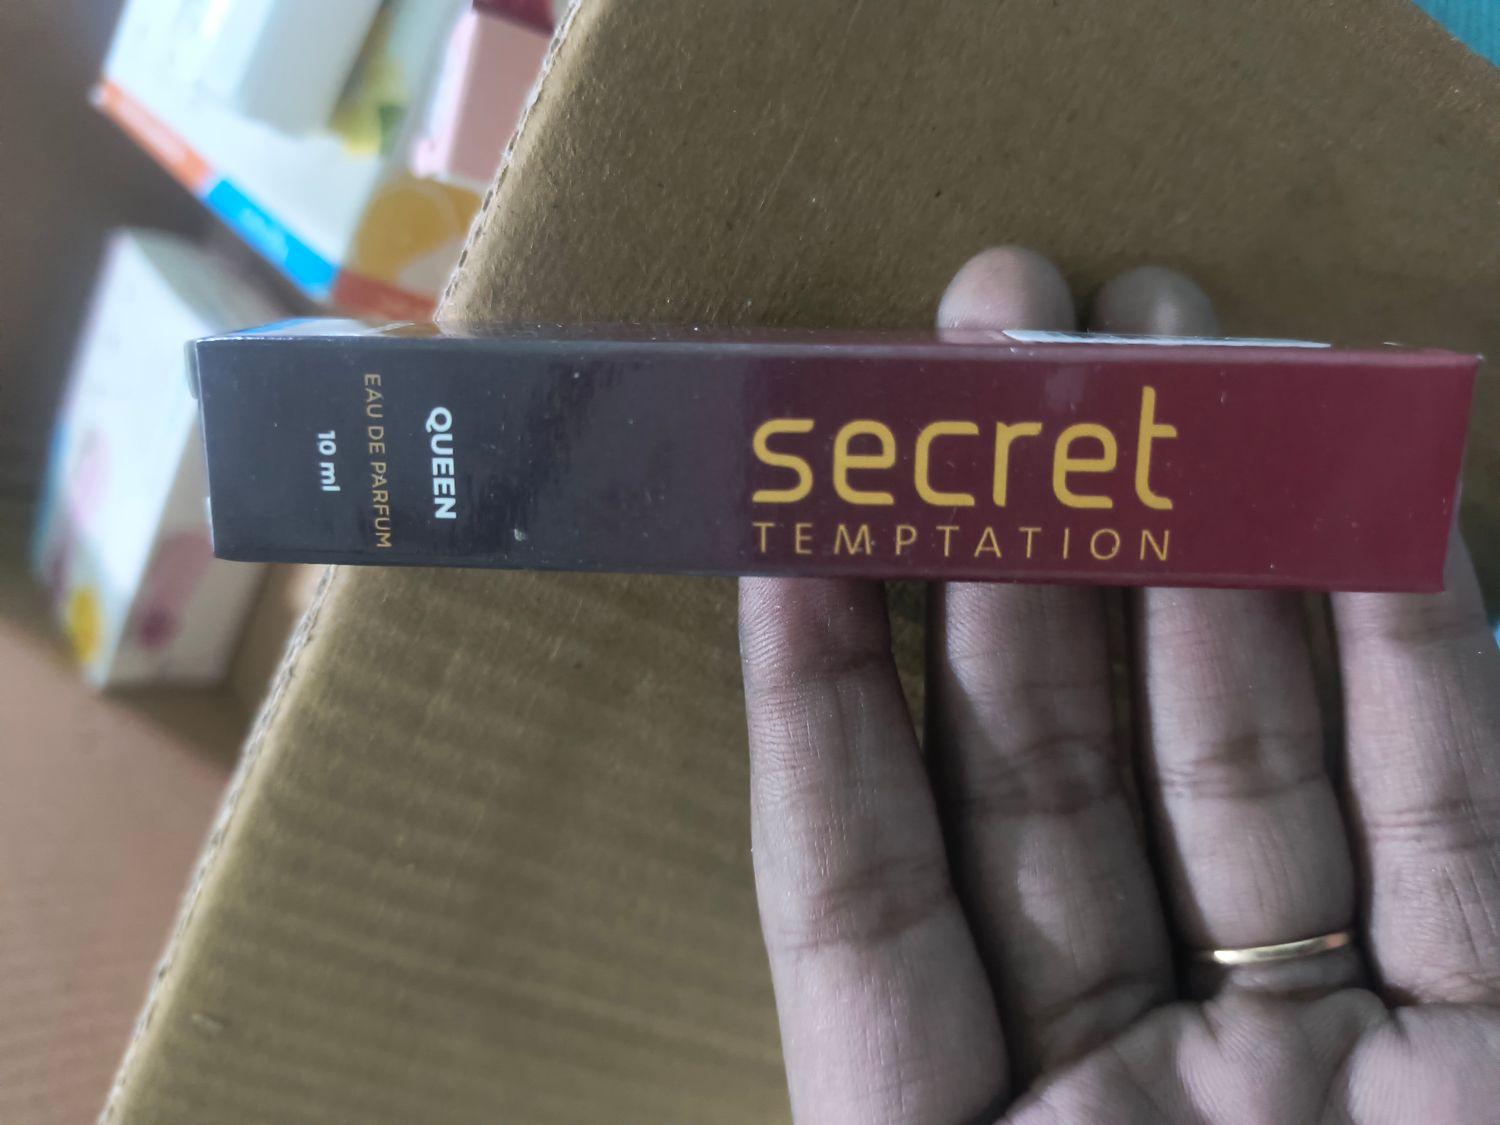 secret
TEMPTATION
QUEEN
EAU DE PARFUM
10 ml